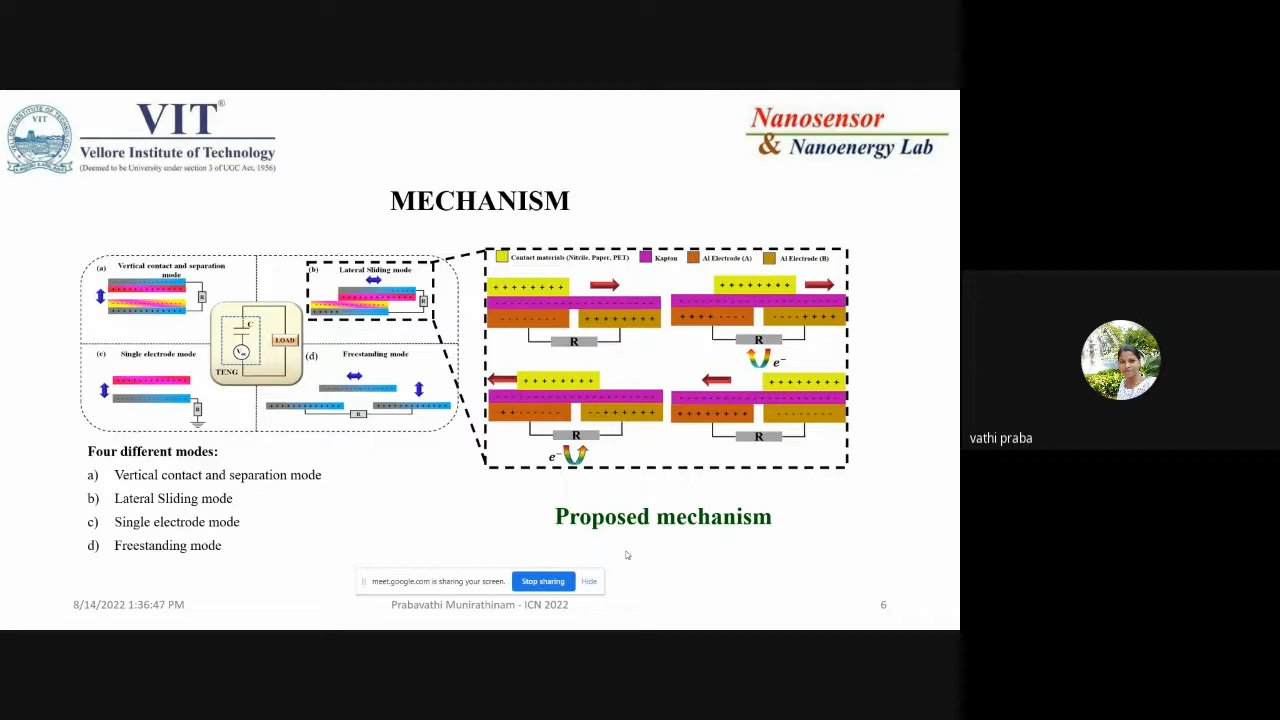 VIT
VIT®
Vellore Institute of Technology
(Deemed to be University under section 3 of UGC Act, 1956)
Nanosensor
& Nanoenergy Lab
MECHANISM
(a) Vertical contact and separation
mode
R
(b) Lateral Sliding mode
R
C
Voc
LOAD
TENG
(c) Single electrode mode
R
(d) Freestanding mode
R
Contact materials (Nitrile, Paper, PET) Kapton Al Electrode (A) Al Electrode (B)
R
R
e-
R
e-
R
Four different modes:
a) Vertical contact and separation mode
b) Lateral Sliding mode
c) Single electrode mode
d) Freestanding mode
Proposed mechanism
meet.google.com is sharing your screen. Stop sharing Hide
8/14/2022 1:36:47 PM Prabavathi Munirathinam - ICN 2022 6
vathi praba